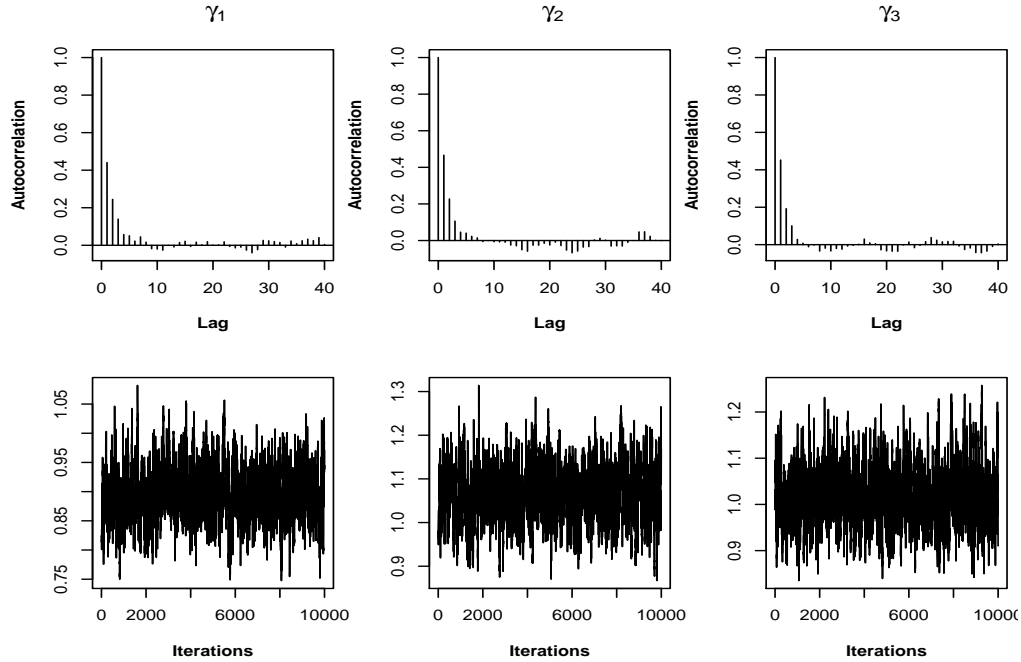 γ1 γ2 γ3
Autocorrelation Autocorrelation Autocorrelation
1.0 1.0 1.0
0.8 0.8 0.8
0.6 0.6 0.6
0.4 0.4 0.4
0.2 0.2 0.2
0.0 0.0 0.0
0 10 20 30 40 0 10 20 30 40 0 10 20 30 40
Lag Lag Lag
1.05 1.3 1.2
0.95 1.2 1.1
0.85 1.1 1.0
0.75 1.0 0.9
0.9
0 2000 6000 10000 0 2000 6000 10000 0 2000 6000 10000
Iterations Iterations Iterations